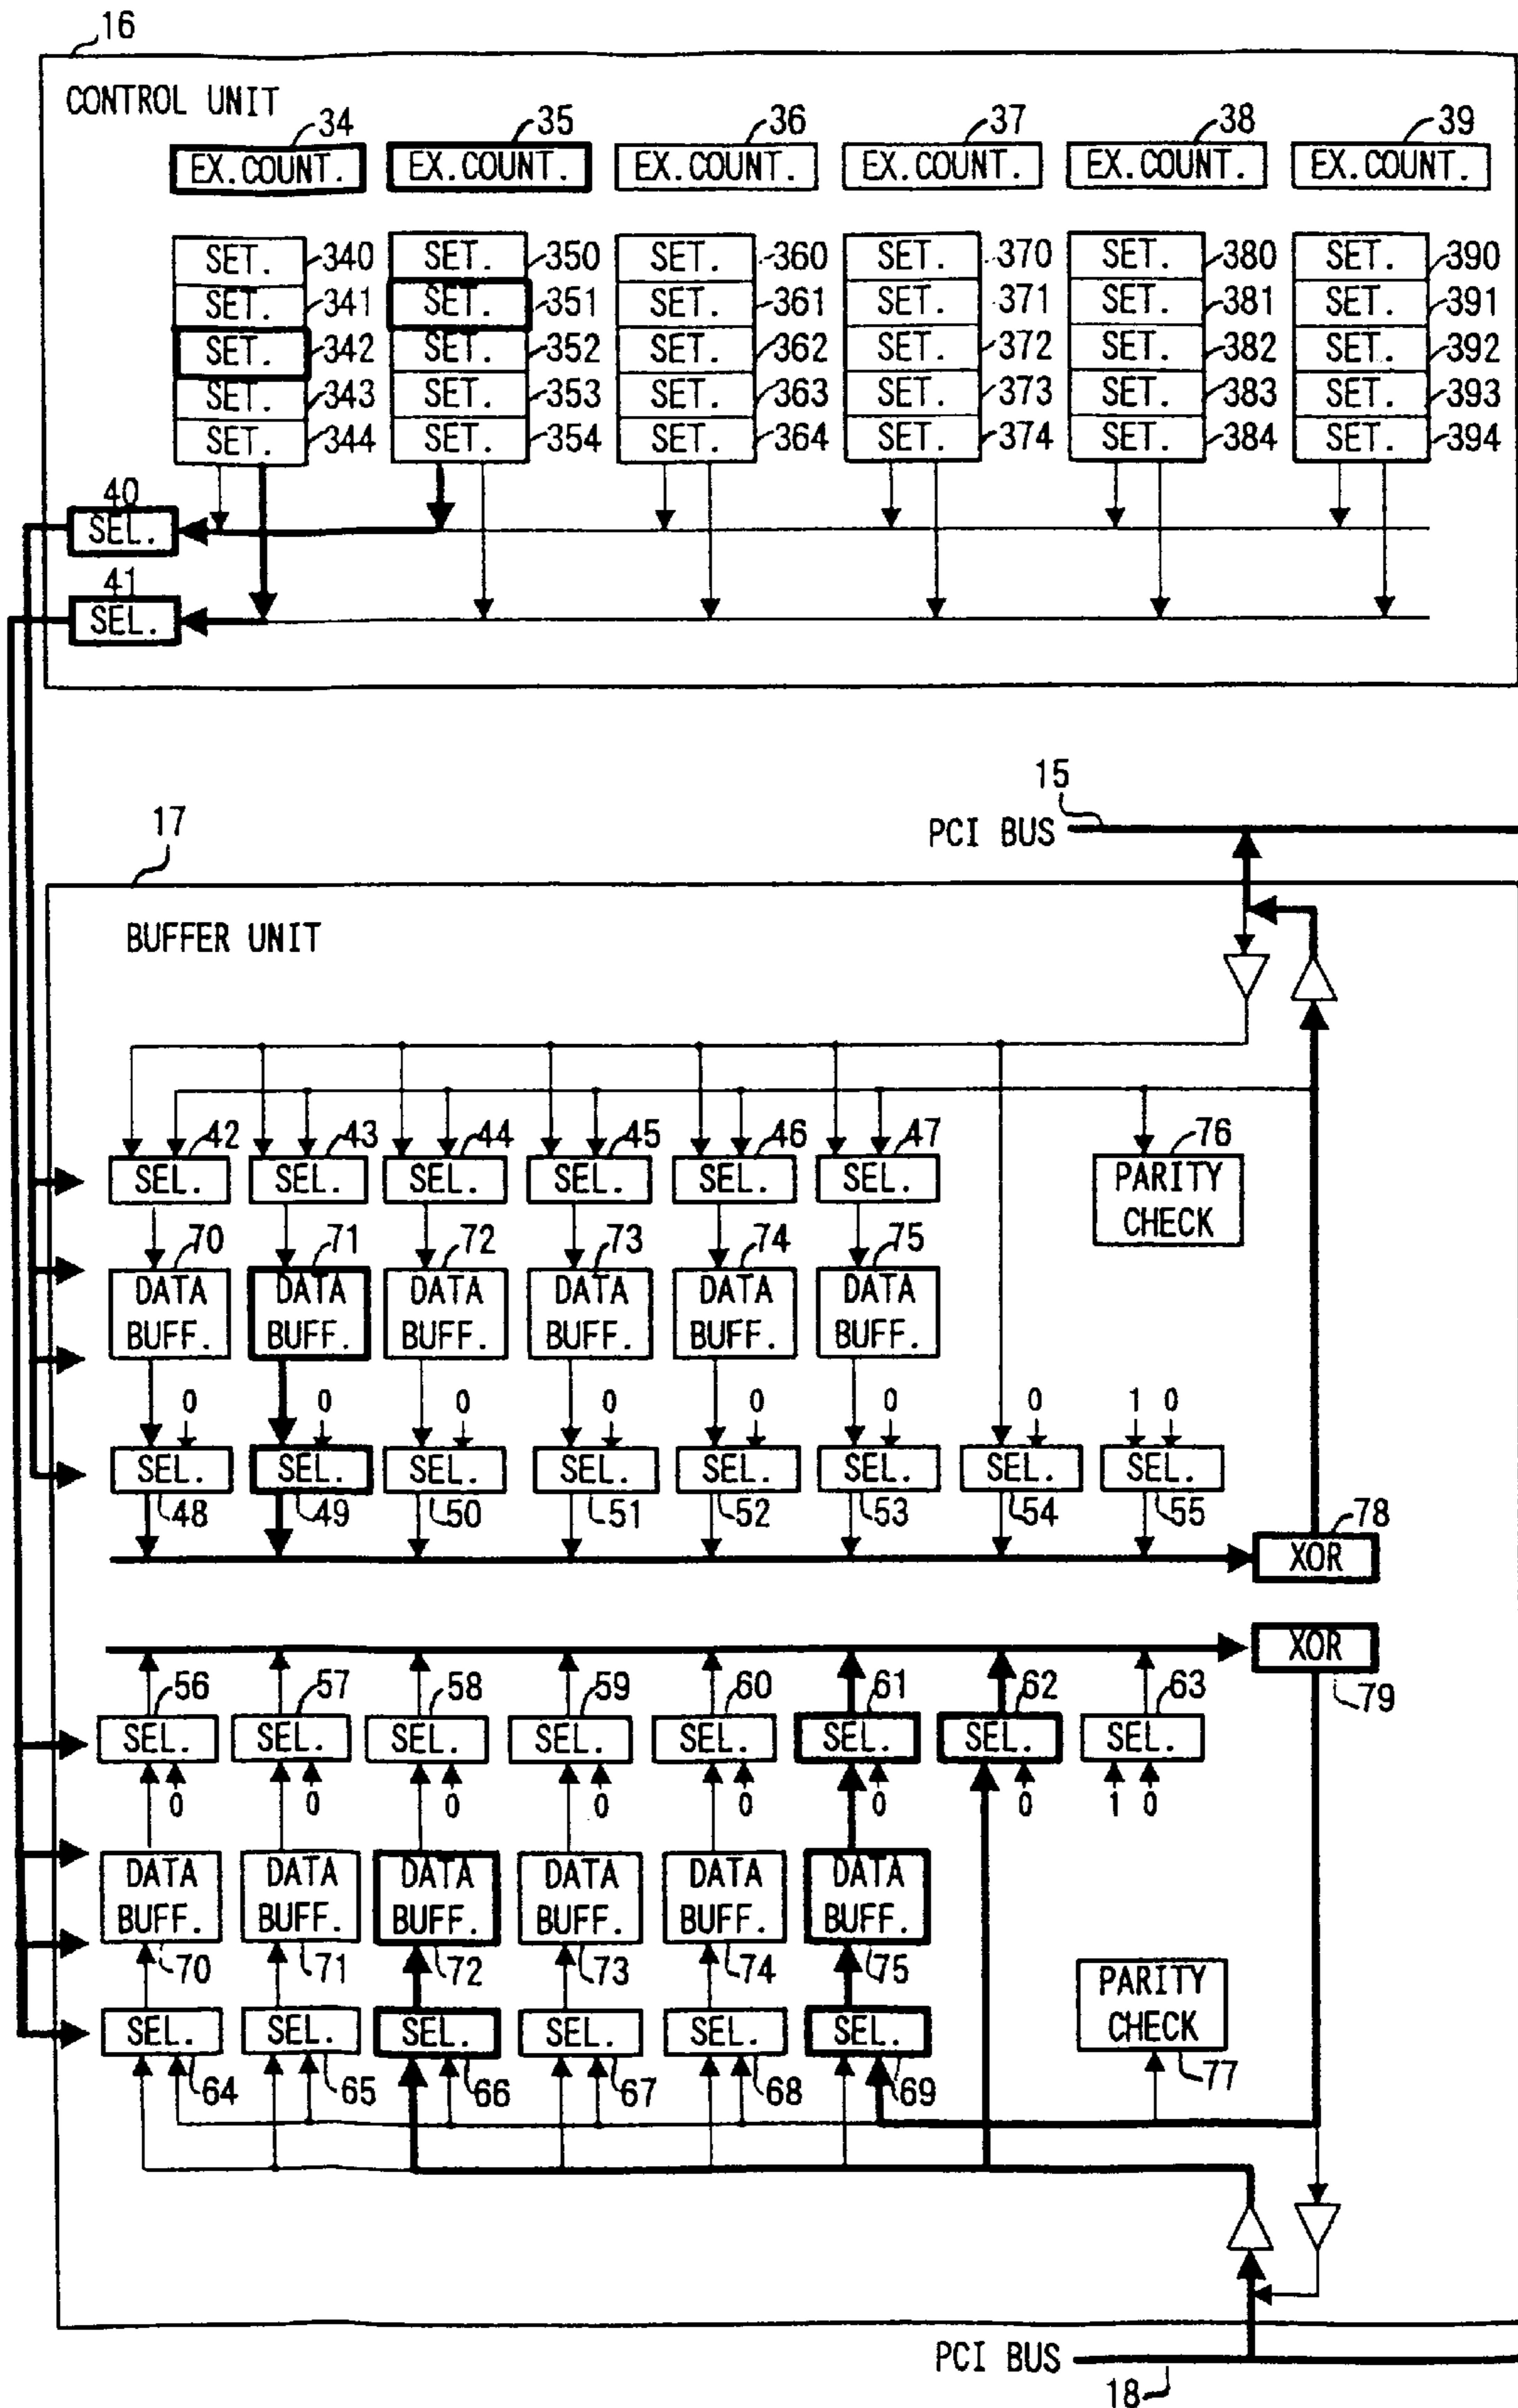 16
CONTROL UNIT
34 35 36 37 38 39
EX.COUNT. EX.COUNT. EX.COUNT. EX.COUNT. EX.COUNT. EX.COUNT.
SET. 340 SET. 350 SET. 360 SET. 370 SET. 380 SET. 390
SET. 341 SET. 351 SET. 361 SET. 371 SET. 381 SET. 391
SET. 342 SET. 352 SET. 362 SET. 372 SET. 382 SET. 392
SET. 343 SET. 353 SET. 363 SET. 373 SET. 383 SET. 393
SET. 344 SET. 354 SET. 364 SET. 374 SET. 384 SET. 394
40
SEL.
41
SEL.
15
PCI BUS
17
BUFFER UNIT
42 43 44 45 46 47 76
SEL. SEL. SEL. SEL. SEL. SEL. PARITY
CHECK
70 71 72 73 74 75
DATA DATA DATA DATA DATA DATA
BUFF. BUFF. BUFF. BUFF. BUFF. BUFF.
0 0 0 0 0 0 0 1 0
SEL. SEL. SEL. SEL. SEL. SEL. SEL. SEL.
48 49 50 51 52 53 54 55 78
XOR
XOR
56 57 58 59 60 61 62 63 79
SEL. SEL. SEL. SEL. SEL. SEL. SEL. SEL.
0 0 0 0 0 0 0 1 0
DATA DATA DATA DATA DATA DATA
BUFF. BUFF. BUFF. BUFF. BUFF. BUFF.
70 71 72 73 74 75 PARITY
SEL. SEL. SEL. SEL. SEL. SEL. CHECK
64 65 66 67 68 69 77
PCI BUS
18